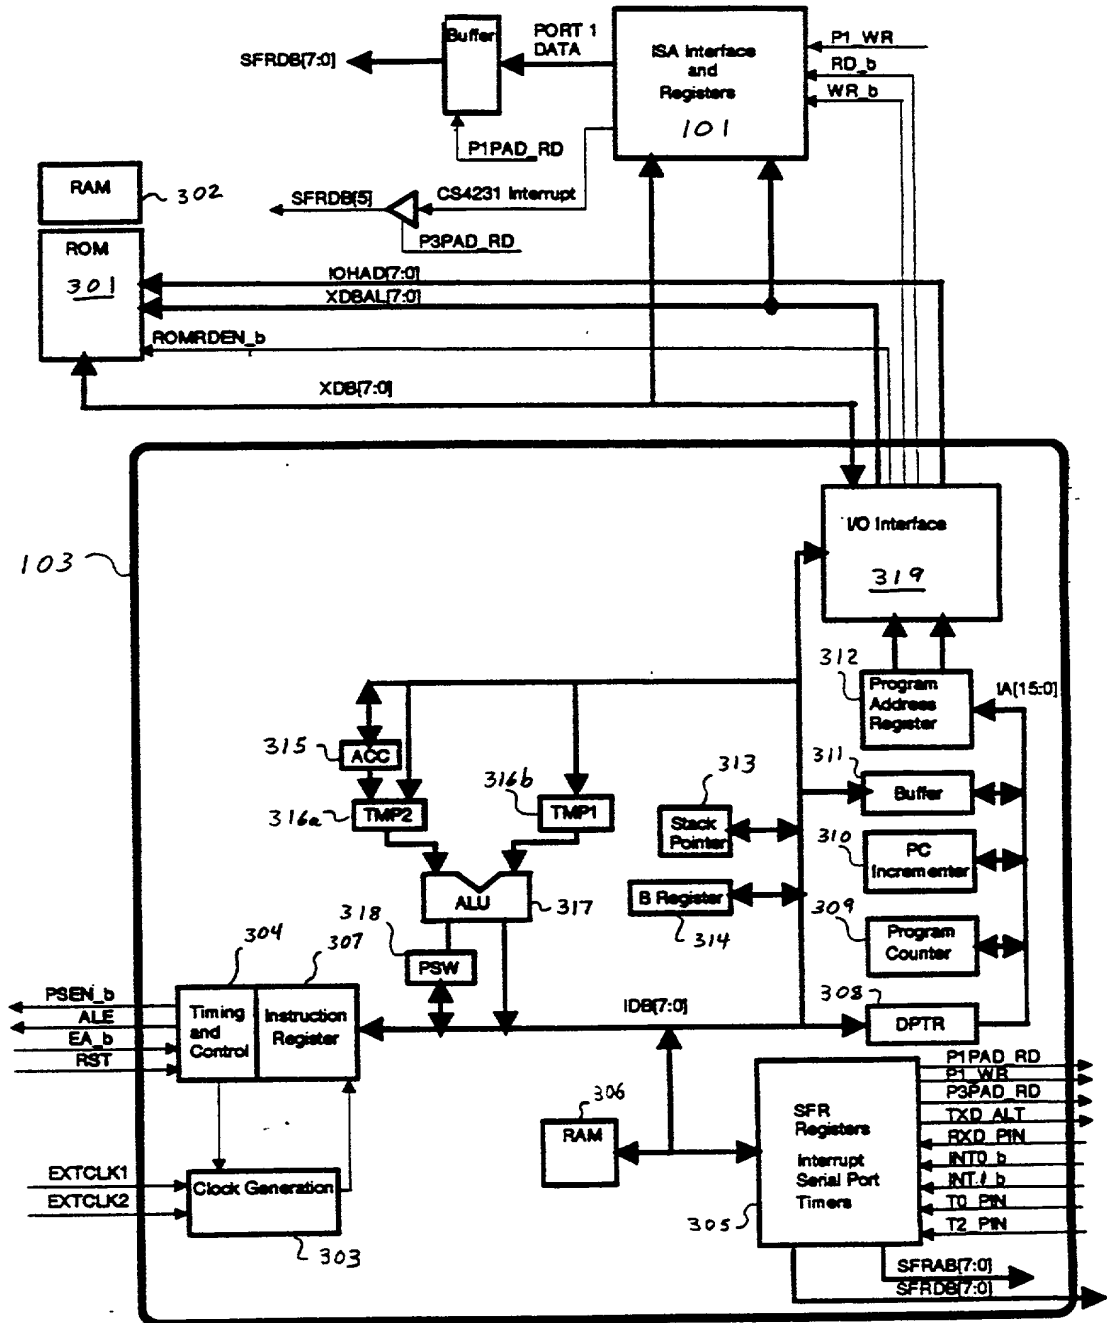 Buffer
PORT 1
DATA
SFRDB[7:0]
P1PAD_RD
ISA Interface
and
Registers
101
P1_WR
RD_b
WR_b
RAM
302
SFRDB[5]
CS4231 Interrupt
P3PAD_RD
ROM
301
IOHAD[7:0]
XDBAL[7:0]
ROMRDEN_b
XDB[7:0]
103
I/O Interface
319
312
Program
Address
Register
IA[15:0]
315
ACC
316a
TMP2
316b
TMP1
313
Stack
Pointer
311
Buffer
310
PC
Incrementer
ALU
317
B Register
314
309
Program
Counter
318
PSW
304
307
PSEN_b
ALE
EA_b
RST
Timing
and
Control
Instruction
Register
IDB[7:0]
308
DPTR
306
RAM
SFR
Registers
Interrupt
Serial Port
Timers
305
P1PAD_RD
P1_WR
P3PAD_RD
TXD_ALT
RXD_PIN
INT0_b
T0_PIN
T2_PIN
EXTCLK1
EXTCLK2
Clock Generation
303
SFRAB[7:0]
SFRDB[7:0]